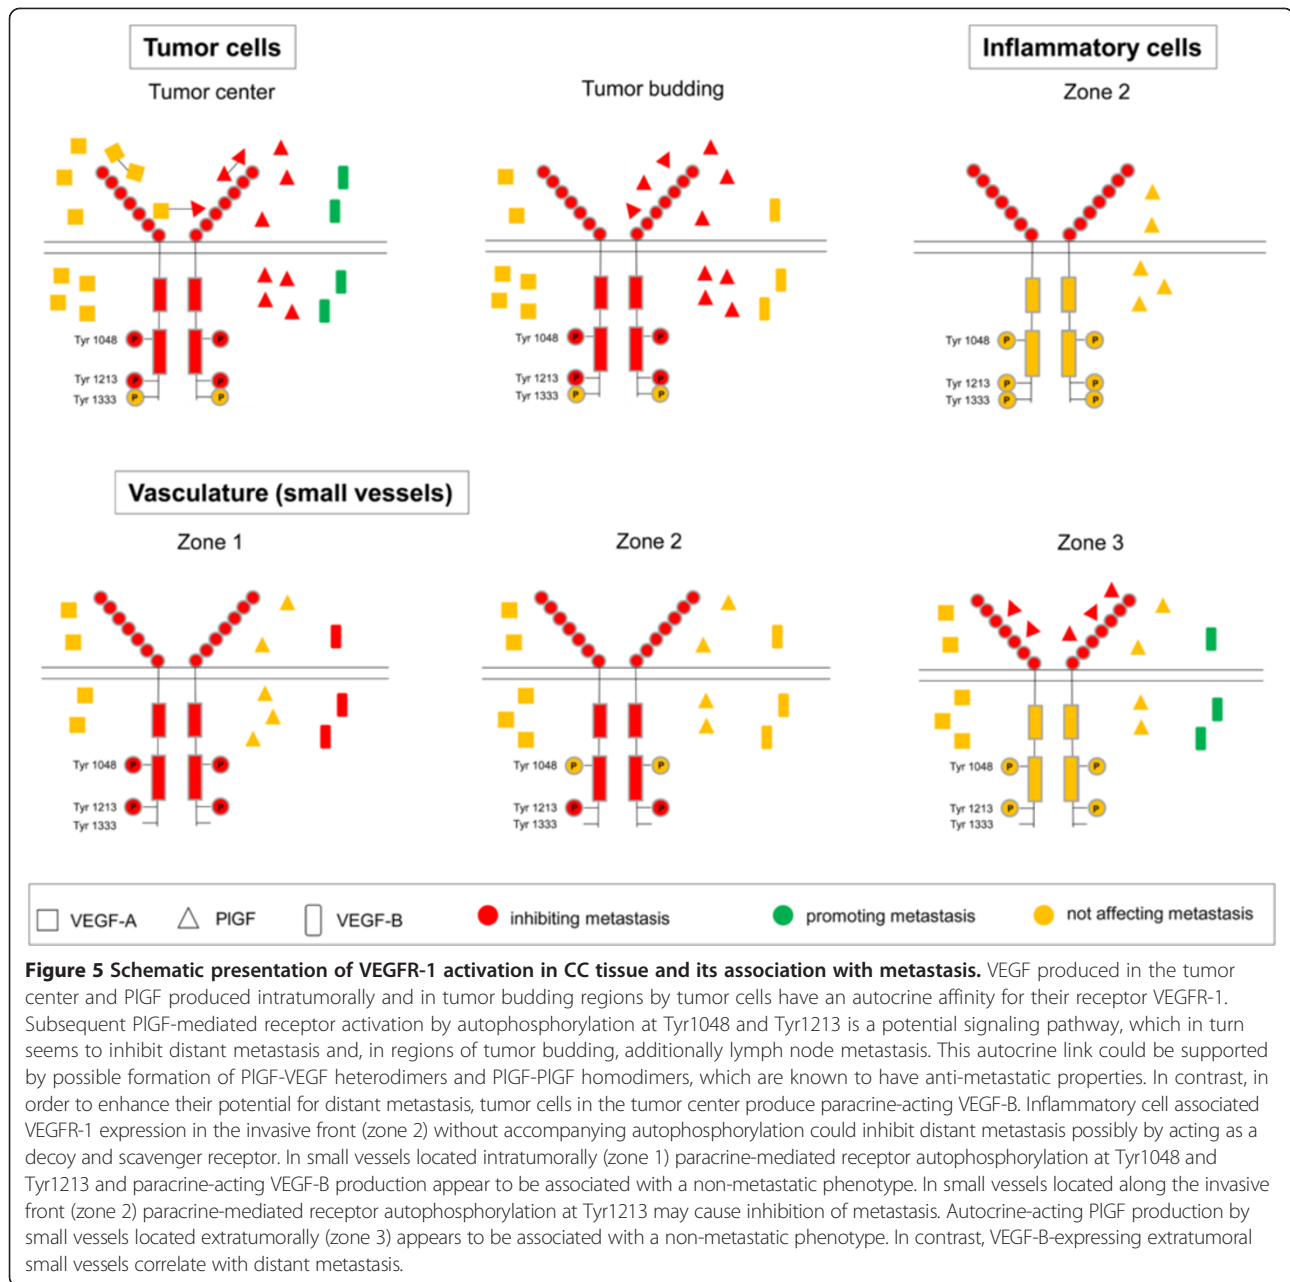 Tumor cells
Inflammatory cells
Tumor center
Tumor budding
Zone 2
Tyr 1048
P
P
Tyr 1213
P
P
Tyr 1333
P
P
Tyr 1048
P
P
Tyr 1213
P
P
Tyr 1333
P
P
Tyr 1048
P
P
Tyr 1213
P
P
Tyr 1333
P
P
Vasculature (small vessels)
Zone 1
Zone 2
Zone 3
Tyr 1048
P
P
Tyr 1213
P
P
Tyr 1333
Tyr 1048
P
P
Tyr 1213
P
P
Tyr 1333
Tyr 1048
P
P
Tyr 1213
P
P
Tyr 1333
VEGF-A
PlGF
VEGF-B
inhibiting metastasis
promoting metastasis
not affecting metastasis
Figure 5 Schematic presentation of VEGFR-1 activation in CC tissue and its association with metastasis. VEGF produced in the tumor
center and PlGF produced intratumorally and in tumor budding regions by tumor cells have an autocrine affinity for their receptor VEGFR-1.
Subsequent PlGF-mediated receptor activation by autophosphorylation at Tyr1048 and Tyr1213 is a potential signaling pathway, which in turn
seems to inhibit distant metastasis and, in regions of tumor budding, additionally lymph node metastasis. This autocrine link could be supported
by possible formation of PlGF-VEGF heterodimers and PlGF-PlGF homodimers, which are known to have anti-metastatic properties. In contrast, in
order to enhance their potential for distant metastasis, tumor cells in the tumor center produce paracrine-acting VEGF-B. Inflammatory cell associated
VEGFR-1 expression in the invasive front (zone 2) without accompanying autophosphorylation could inhibit distant metastasis possibly by acting as a
decoy and scavenger receptor. In small vessels located intratumorally (zone 1) paracrine-mediated receptor autophosphorylation at Tyr1048 and
Tyr1213 and paracrine-acting VEGF-B production appear to be associated with a non-metastatic phenotype. In small vessels located along the invasive
front (zone 2) paracrine-mediated receptor autophosphorylation at Tyr1213 may cause inhibition of metastasis. Autocrine-acting PlGF production by
small vessels located extratumorally (zone 3) appears to be associated with a non-metastatic phenotype. In contrast, VEGF-B-expressing extratumoral
small vessels correlate with distant metastasis.